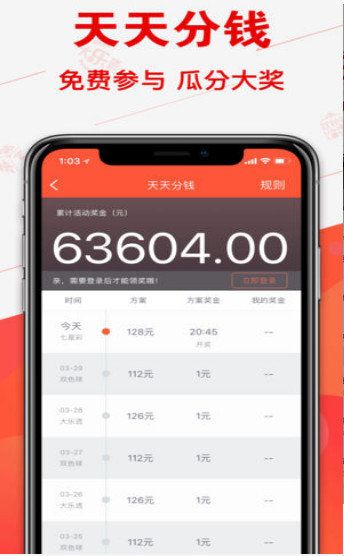 天天分钱
免费参与 瓜分大奖
1:03
天天分钱 规则
累计活动奖金（元）
63604.00
亲，需要登录后才能领奖哦！ 立即登录
时间 方案 方案奖金 我的奖金
今天 128元 20:45 --
七星彩 开奖
03-29 112元 1元 --
双色球
03-28 126元 1元 --
大乐透
03-27 112元 1元 --
双色球
03-26 126元 1元 --
大乐透
03-25 112元 1元 --
双色球